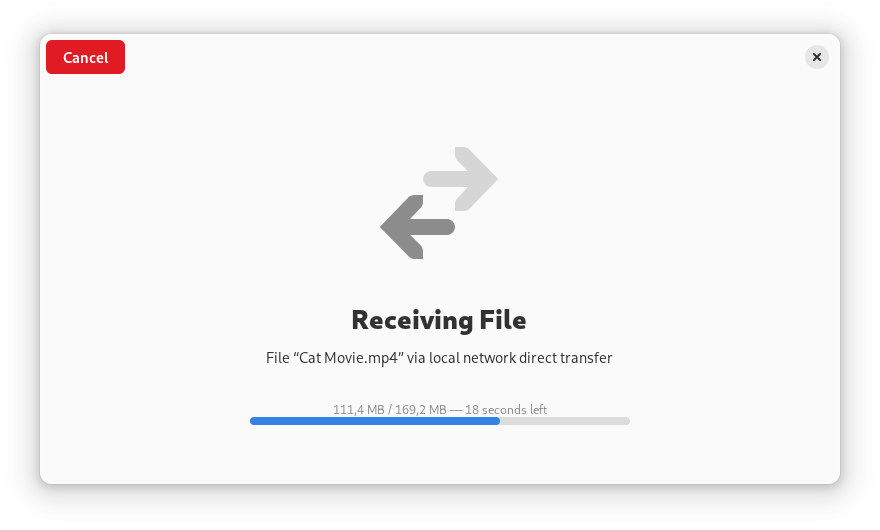 Cancel
Receiving File
File “Cat Movie.mp4” via local network direct transfer
111,4 MB / 169,2 MB — 18 seconds left